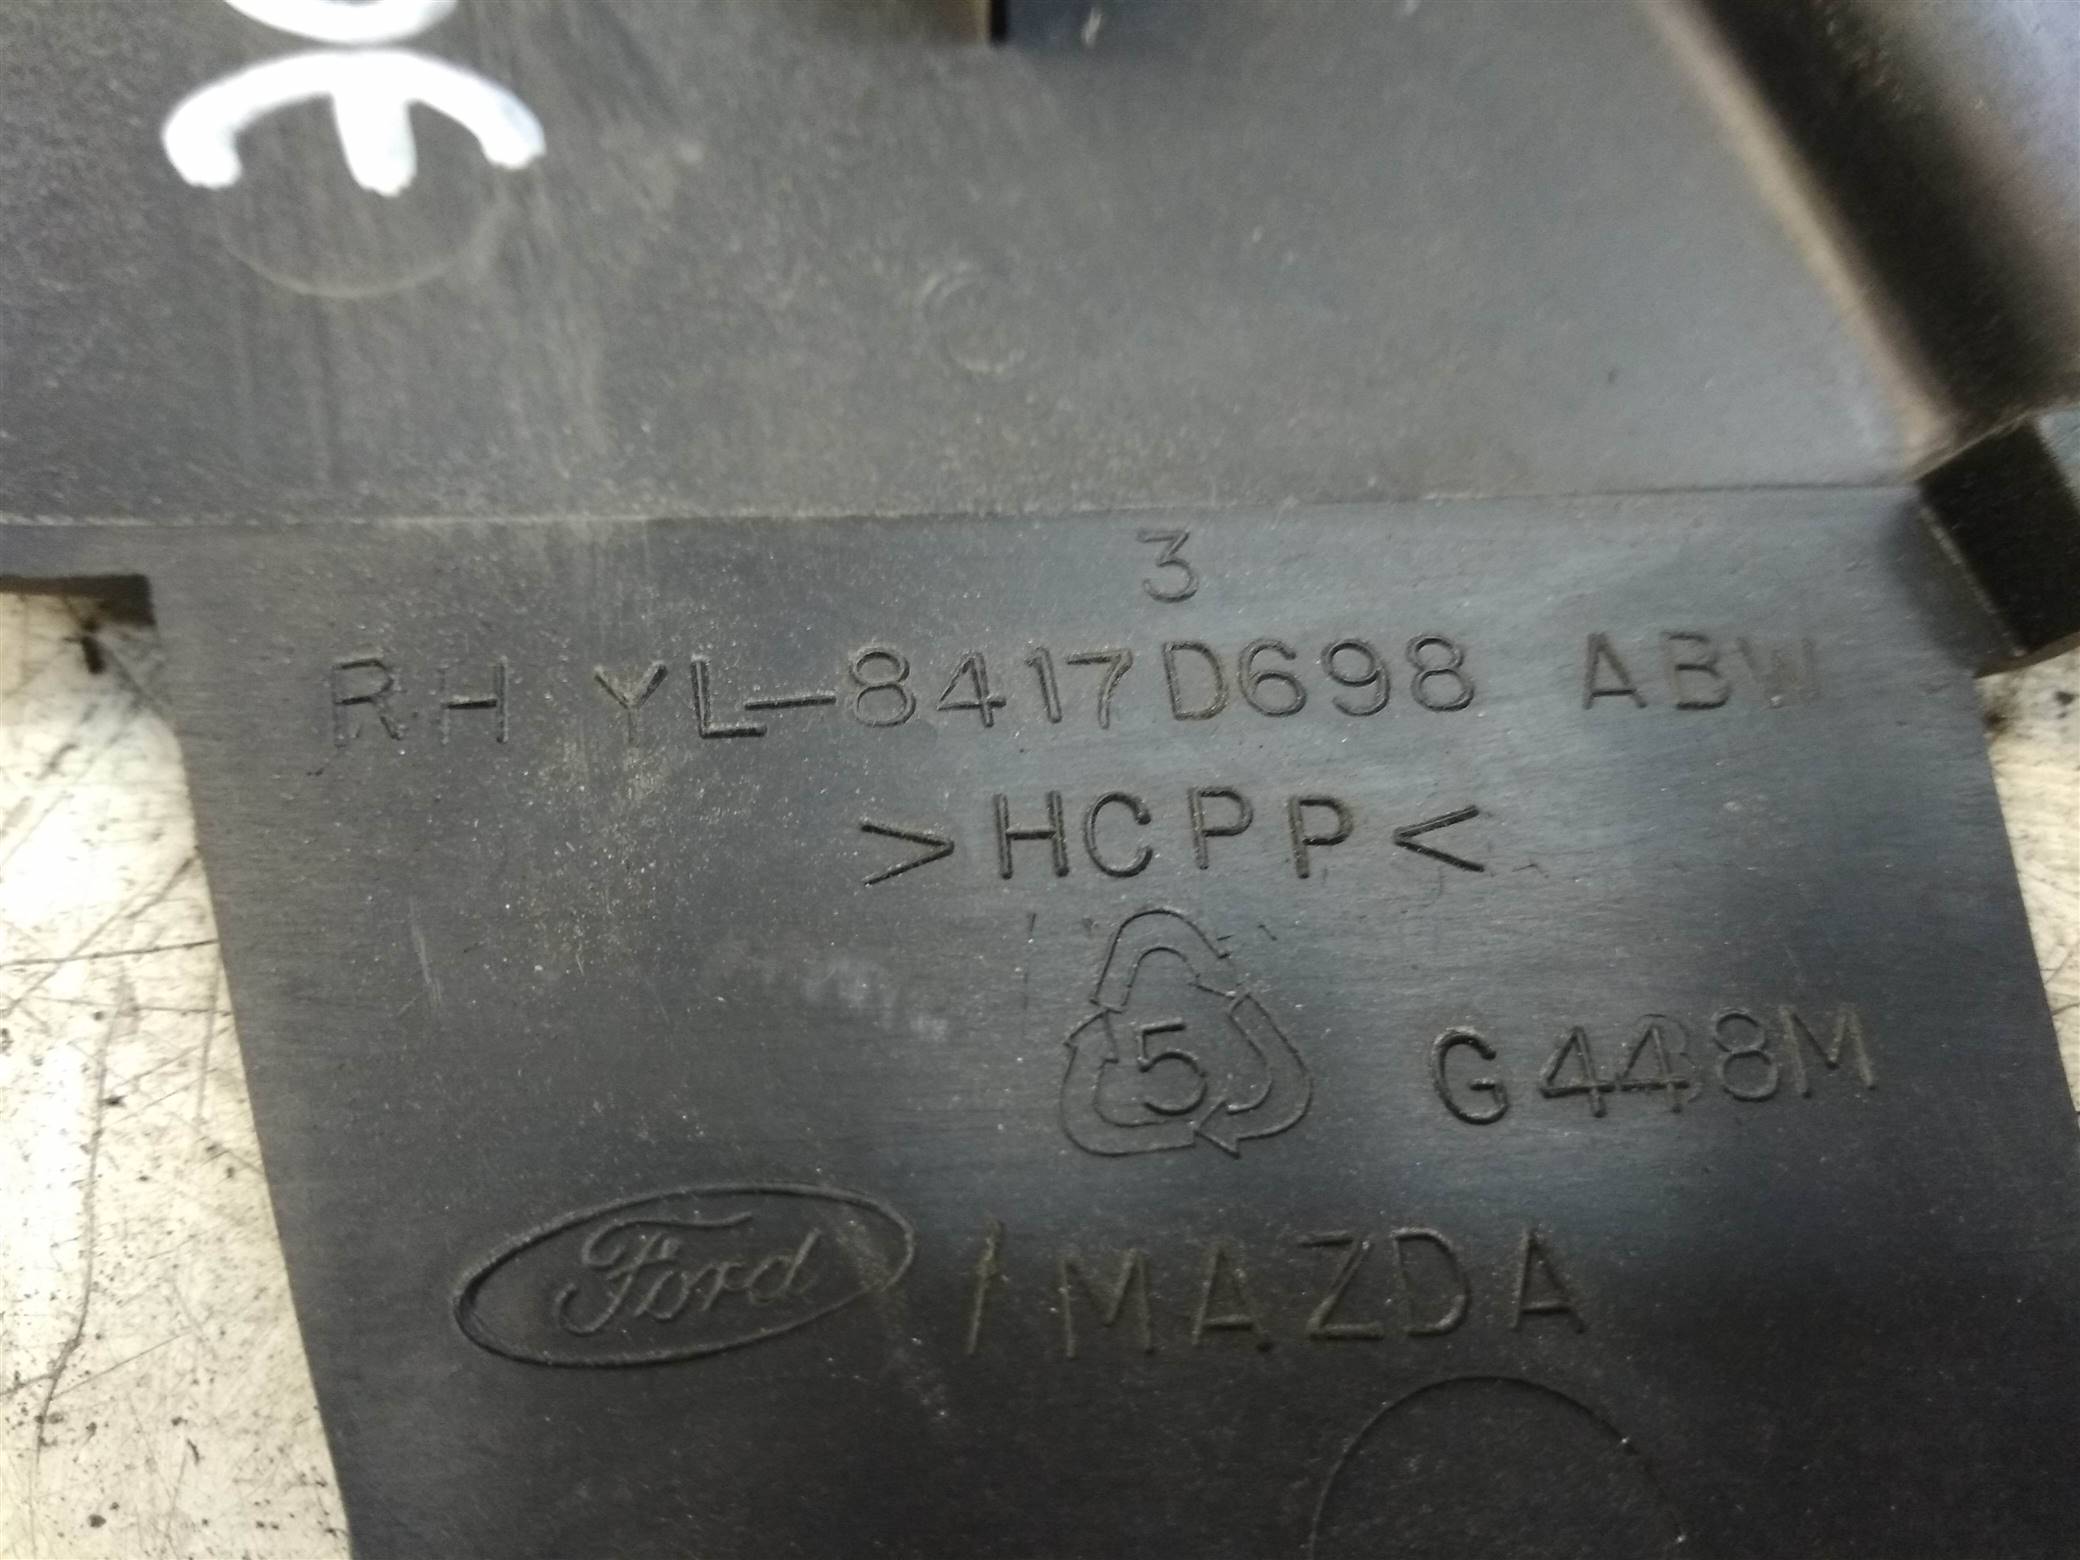 3
RH YL-8417D698 ABW
>HCPP<
5 G448M
Ford / MAZDA